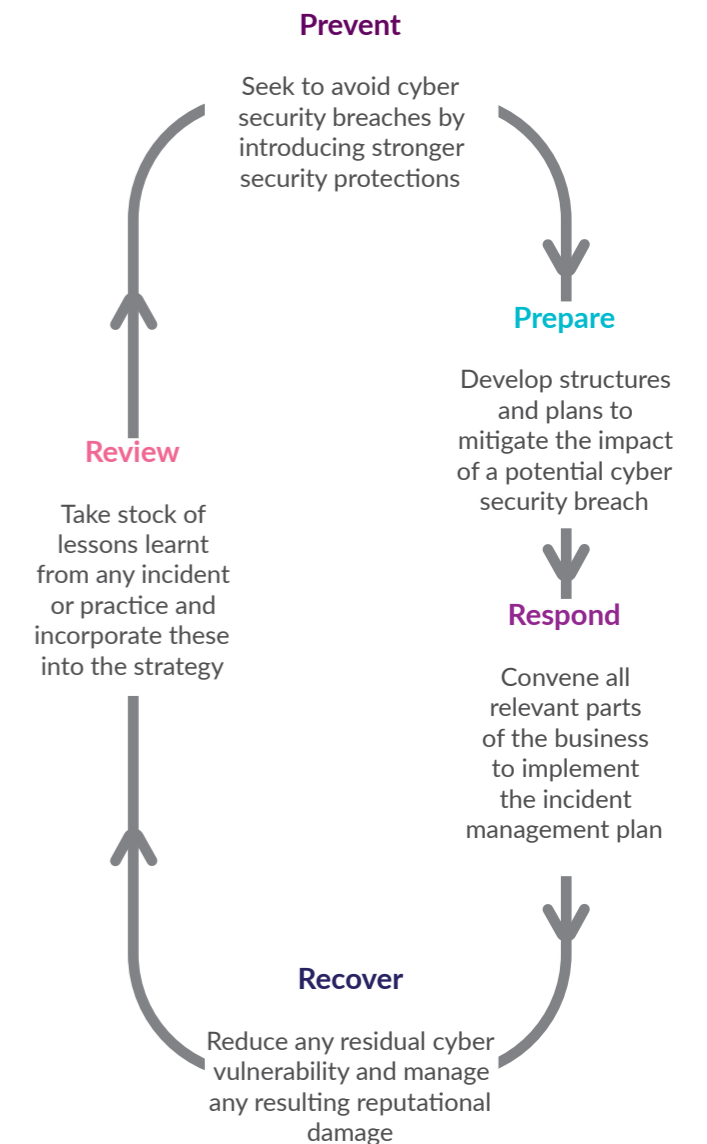 Prevent
Seek to avoid cyber
security breaches by
introducing stronger
security protections
Prepare
Develop structures
and plans to
mitigate the impact
of a potential cyber
security breach
Respond
Convene all
relevant parts
of the business
to implement
the incident
management plan
Recover
Reduce any residual cyber
vulnerability and manage
any resulting reputational
damage
Review
Take stock of
lessons learnt
from any incident
or practice and
incorporate these
into the strategy